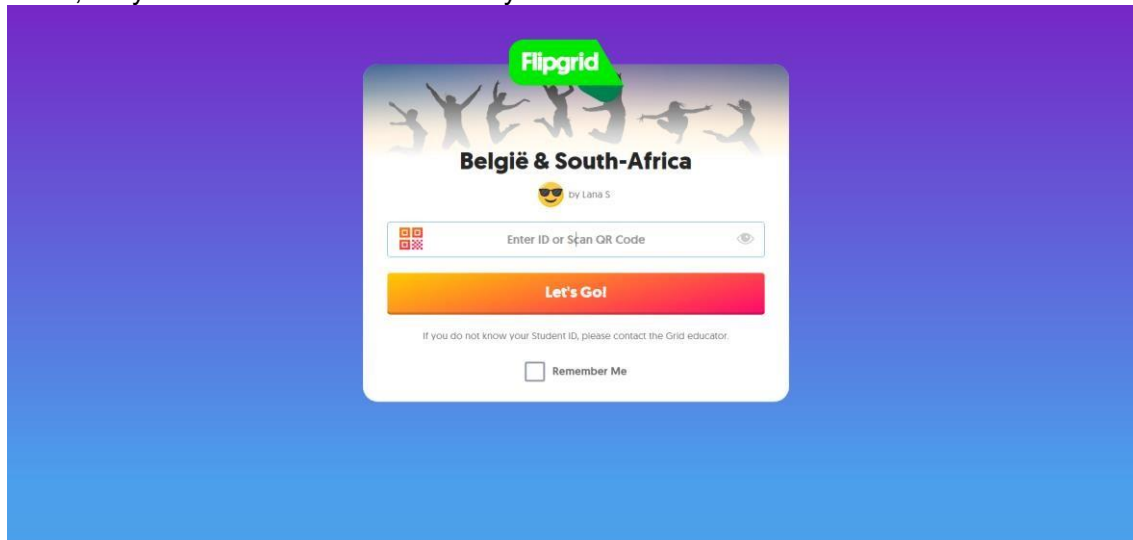 Flipgrid
België & South-Africa
by Lana S
Enter ID or Scan QR Code
Let's Go!
If you do not know your Student ID, please contact the Grid educator.
Remember Me